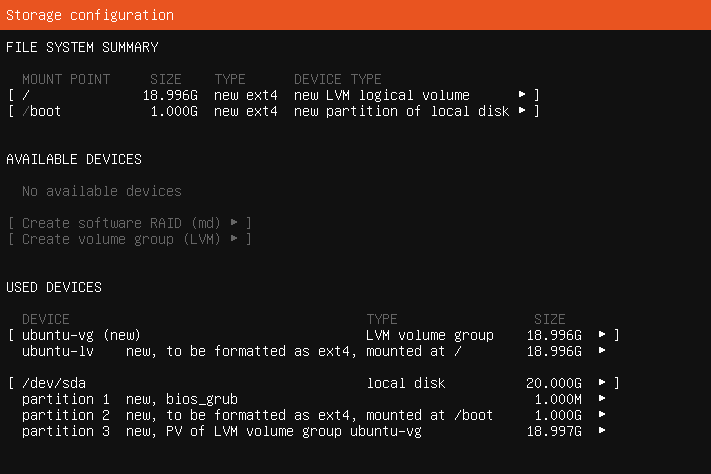 Storage configuration
FILE SYSTEM SUMMARY
MOUNT POINT SIZE TYPE DEVICE TYPE
[ / 18.996G new ext4 new LVM logical volume ▸ ]
[ /boot 1.000G new ext4 new partition of local disk ▸ ]
AVAILABLE DEVICES
No available devices
[ Create software RAID (md) ▸ ]
[ Create volume group (LVM) ▸ ]
USED DEVICES
DEVICE TYPE SIZE
[ ubuntu-vg (new) LVM volume group 18.996G ▸ ]
ubuntu-lv new, to be formatted as ext4, mounted at / 18.996G ▸
[ /dev/sda local disk 20.000G ▸ ]
partition 1 new, bios_grub 1.000M ▸
partition 2 new, to be formatted as ext4, mounted at /boot 1.000G ▸
partition 3 new, PV of LVM volume group ubuntu-vg 18.997G ▸